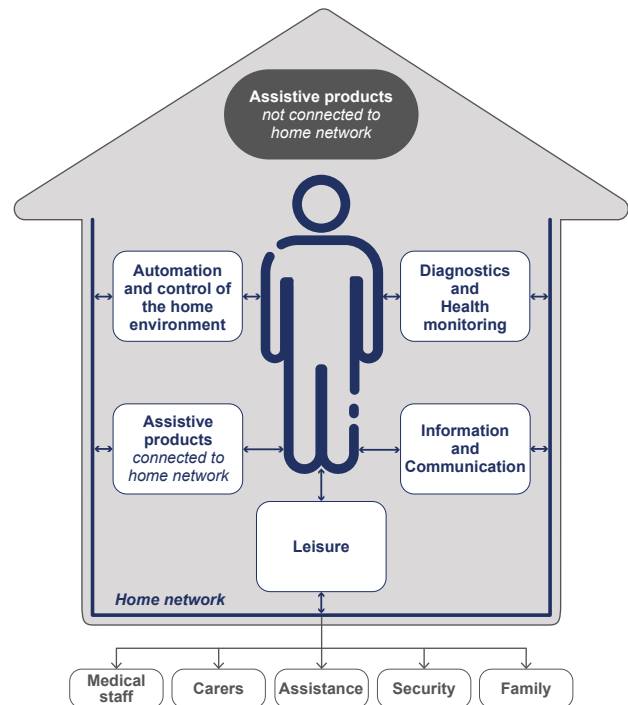 Assistive products
not connected to
home network
Automation
and control of
the home
environment
Diagnostics
and
Health
monitoring
Assistive
products
connected to
home network
Information
and
Communication
Leisure
Home network
Medical
staff
Carers
Assistance
Security
Family